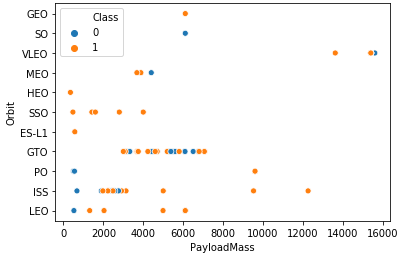 Class
0
1
GEO
SO
VLEO
MEO
HEO
SSO
ES-L1
GTO
PO
ISS
LEO
Orbit
0 2000 4000 6000 8000 10000 12000 14000 16000
PayloadMass